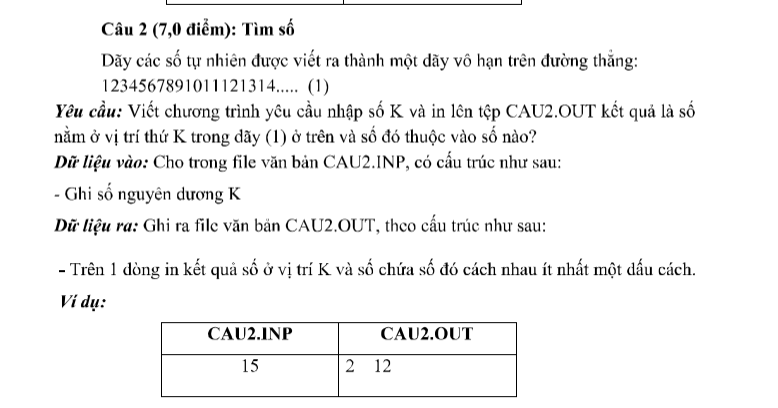 Câu 2 (7,0 điểm): Tìm số
Dãy các số tự nhiên được viết ra thành một dãy vô hạn trên đường thẳng:
1234567891011121314..... (1)
Yêu cầu: Viết chương trình yêu cầu nhập số K và in lên tệp CAU2.OUT kết quả là số
nằm ở vị trí thứ K trong dãy (1) ở trên và số đó thuộc vào số nào?
Dữ liệu vào: Cho trong file văn bản CAU2.INP, có cấu trúc như sau:
- Ghi số nguyên dương K
Dữ liệu ra: Ghi ra file văn bản CAU2.OUT, theo cấu trúc như sau:
- Trên 1 dòng in kết quả số ở vị trí K và số chứa số đó cách nhau ít nhất một dấu cách.
Ví dụ:
CAU2.INP CAU2.OUT
15 2 12